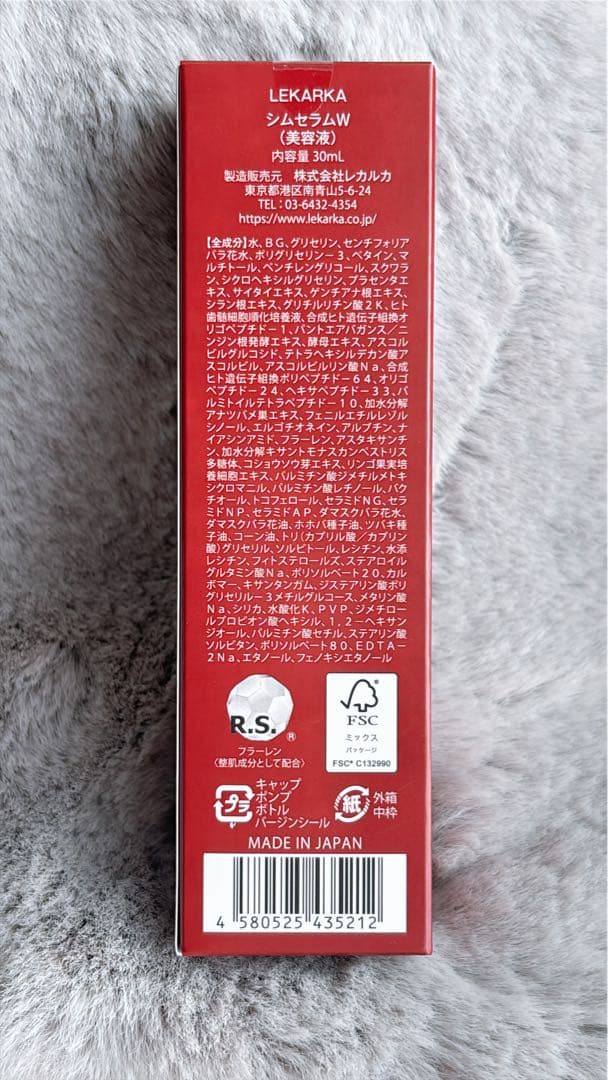 LEKARKA
シムセラムW
（美容液）
内容量 30mL
製造販売元　株式会社レカルカ
東京都港区南青山5-6-24
TEL：03-6432-4354
https://www.lekarka.co.jp/
【全成分】水、BG、グリセリン、センチフォリア
バラ花水、ポリグリセリン－3、ベタイン、マ
ルチトール、ペンチレングリコール、スクワラ
ン、シクロヘキシルグリセリン、プラセンタエ
キス、サイタイエキス、ゲンチアナ根エキス、
シラン根エキス、グリチルリチン酸2K、ヒト
歯髄細胞順化培養液、合成ヒト遺伝子組換オ
リゴペプチド－1、パントエアバガンス／ニ
ンジン根発酵エキス、酵母エキス、アスコル
ビルグルコシド、テトラヘキシルデカン酸ア
スコルビル、アスコルビルリン酸Na、合成
ヒト遺伝子組換ポリペプチド－64、オリゴ
ペプチド－24、ヘキサペプチド－33、パ
ルミトイルテトラペプチド－10、加水分解
アナツバメ巣エキス、フェニルエチルレゾル
シノール、エルゴチオネイン、アルブチン、ナ
イアシンアミド、フラーレン、アスタキサンチ
ン、加水分解キサントモナスカンペストリス
多糖体、コショウソウ芽エキス、リンゴ果実培
養細胞エキス、パルミチン酸ジメチルメトキ
シクロマニル、パルミチン酸レチノール、バク
チオール、トコフェロール、セラミドNG、セラ
ミドNP、セラミドAP、ダマスクバラ花水、
ダマスクバラ花油、ホホバ種子油、ツバキ種
子油、コーン油、トリ（カプリル酸／カプリン
酸）グリセリル、ソルビトール、レシチン、水添
レシチン、フィトステロールズ、ステアロイル
グルタミン酸Na、ポリソルベート20、カル
ボマー、キサンタンガム、ジステアリン酸ポリ
グリセリル－3メチルグルコース、メタリン酸
Na、シリカ、水酸化K、PVP、ジメチロー
ルプロピオン酸ヘキシル、1，2－ヘキサン
ジオール、パルミチン酸セチル、ステアリン酸
ソルビタン、ポリソルベート80、EDTA－
2Na、エタノール、フェノキシエタノール
R.S.®
フラーレン
〈整肌成分として配合〉
FSC
ミックス
パッケージ
FSC® C132990
プラ
キャップ
ポンプ
ボトル
バージンシール
紙
外箱
中枠
MADE IN JAPAN
4 580525 435212